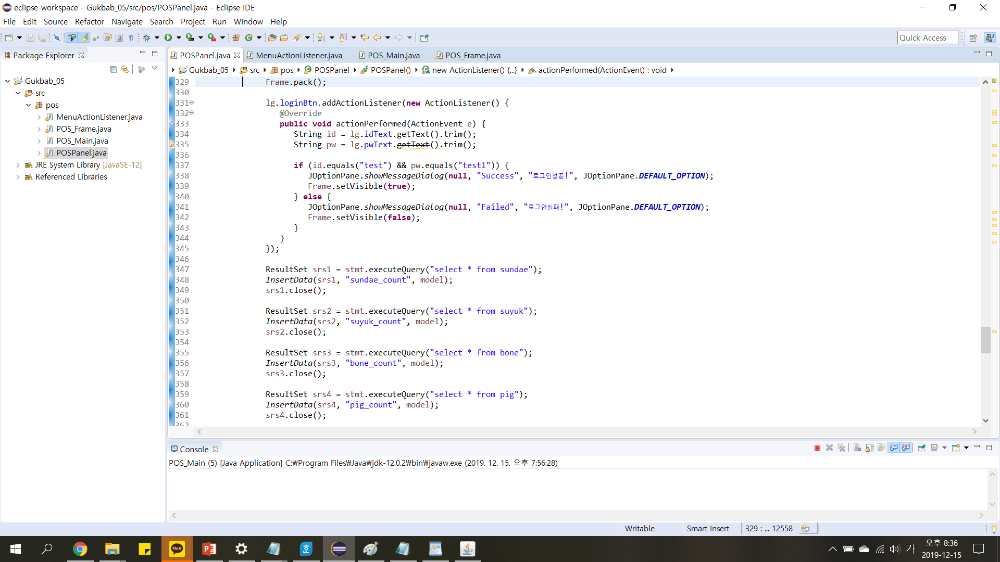 eclipse-workspace - Gukbab_05/src/pos/POSPanel.java - Eclipse IDE
File Edit Source Refactor Navigate Search Project Run Window Help
Quick Access
Package Explorer
POSPanel.java MenuActionListener.java POS_Main.java POS_Frame.java
Gukbab_05 src pos POSPanel POSPanel() new ActionListener() {...} actionPerformed(ActionEvent) : void
Gukbab_05
src
pos
MenuActionListener.java
POS_Frame.java
POS_Main.java
POSPanel.java
JRE System Library [JavaSE-12]
Referenced Libraries
329 Frame.pack();
330
331 lg.loginBtn.addActionListener(new ActionListener() {
332 @Override
333 public void actionPerformed(ActionEvent e) {
334 String id = lg.idText.getText().trim();
335 String pw = lg.pwText.getText().trim();
336
337 if (id.equals("test") && pw.equals("test1")) {
338 JOptionPane.showMessageDialog(null, "Success", "로그인성공!", JOptionPane.DEFAULT_OPTION);
339 Frame.setVisible(true);
340 } else {
341 JOptionPane.showMessageDialog(null, "Failed", "로그인실패!", JOptionPane.DEFAULT_OPTION);
342 Frame.setVisible(false);
343 }
344 }
345 });
346
347 ResultSet srs1 = stmt.executeQuery("select * from sundae");
348 InsertData(srs1, "sundae_count", model);
349 srs1.close();
350
351 ResultSet srs2 = stmt.executeQuery("select * from suyuk");
352 InsertData(srs2, "suyuk_count", model);
353 srs2.close();
354
355 ResultSet srs3 = stmt.executeQuery("select * from bone");
356 InsertData(srs3, "bone_count", model);
357 srs3.close();
358
359 ResultSet srs4 = stmt.executeQuery("select * from pig");
360 InsertData(srs4, "pig_count", model);
361 srs4.close();
362
Console
POS_Main (5) [Java Application] C:₩Program Files₩Java₩jdk-12.0.2₩bin₩javaw.exe (2019. 12. 15. 오후 7:56:28)
Writable Smart Insert 329 : ... 12558
TALK
가
오후 8:36
2019-12-15